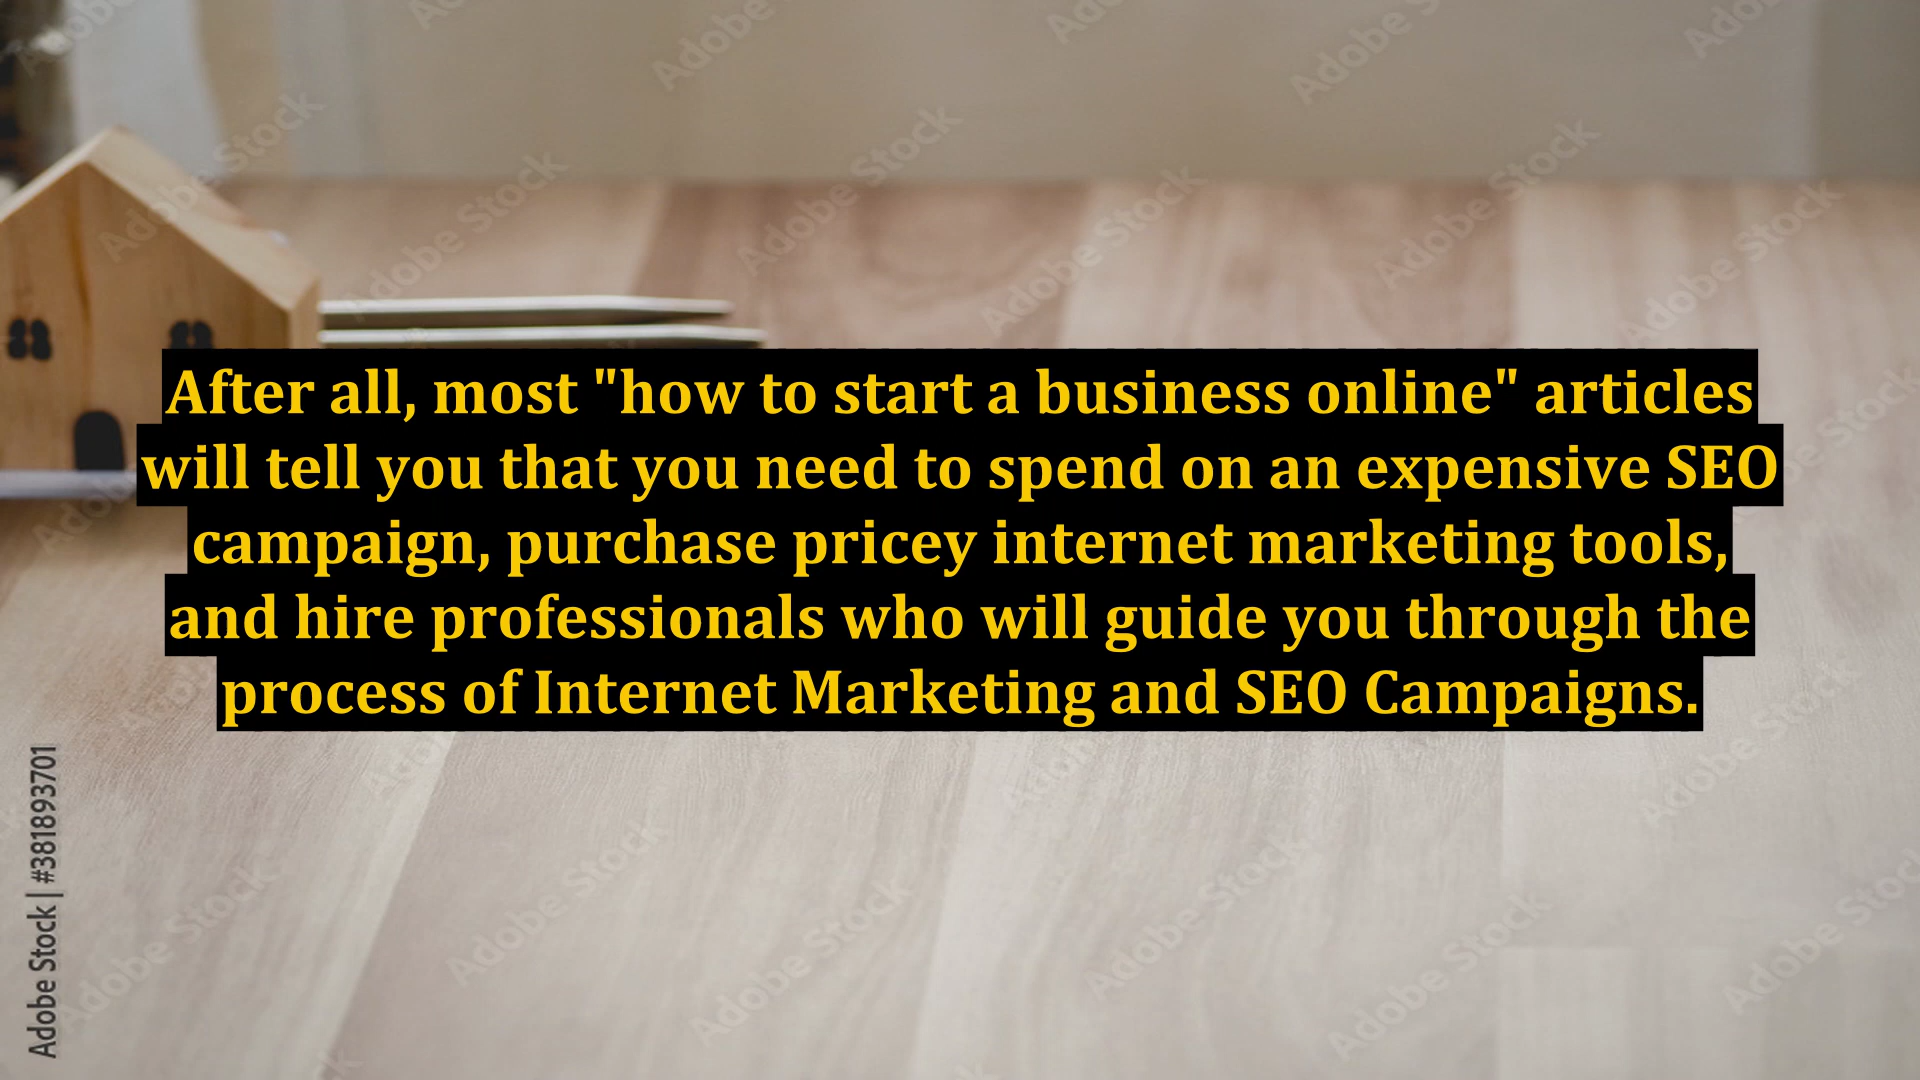 After all, most "how to start a business online" articles
will tell you that you need to spend on an expensive SEO
campaign, purchase pricey internet marketing tools,
and hire professionals who will guide you through the
process of Internet Marketing and SEO Campaigns.
Adobe Stock | #381893701
Adobe Stock